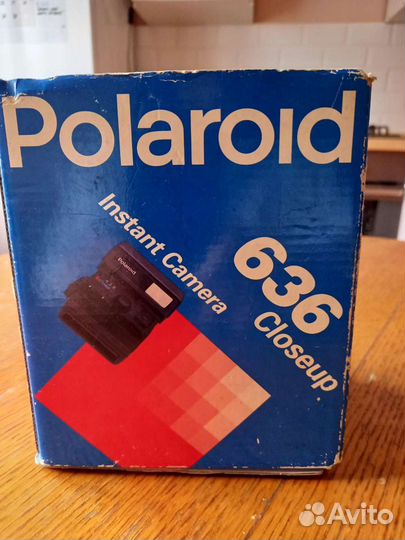 Polaroid
Instant Camera
636
Closeup
Polaroid
Avito